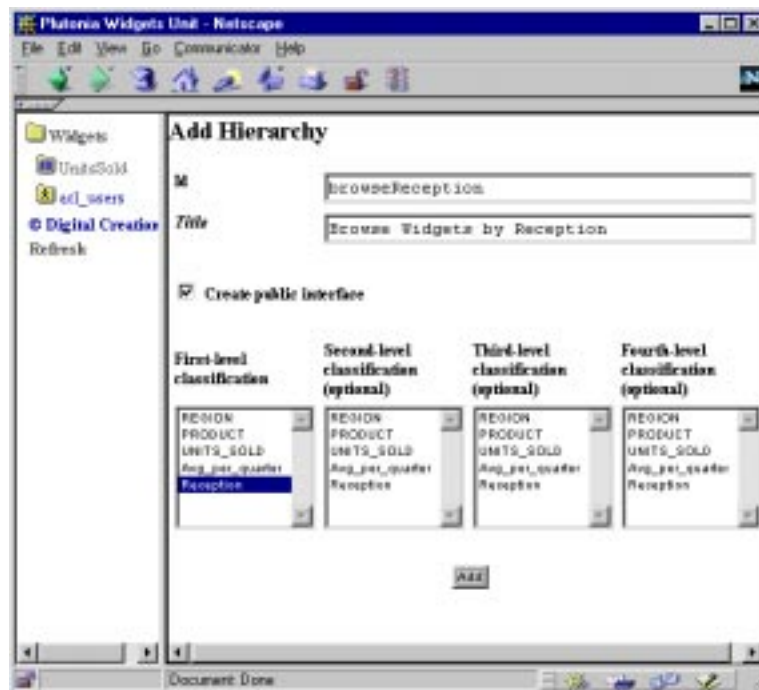 Plutonia Widgets Unit - Netscape
File Edit View Go Communicator Help
N
Widgets
UnitsSold
acl_users
© Digital Creation
Refresh
Add Hierarchy
Id
browseReception
Title
Browse Widgets by Reception
Create public interface
First-level classification
Second-level classification (optional)
Third-level classification (optional)
Fourth-level classification (optional)
REGION
PRODUCT
UNITS_SOLD
Avg_per_quarter
Reception
REGION
PRODUCT
UNITS_SOLD
Avg_per_quarter
Reception
REGION
PRODUCT
UNITS_SOLD
Avg_per_quarter
Reception
REGION
PRODUCT
UNITS_SOLD
Avg_per_quarter
Reception
Add
Document: Done